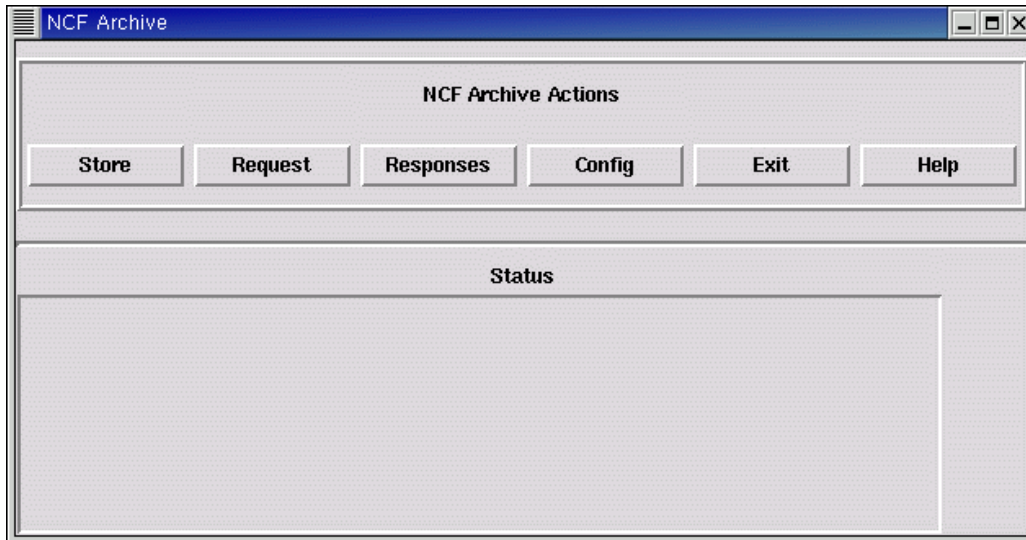 NCF Archive
NCF Archive Actions
Store Request Responses Config Exit Help
Status